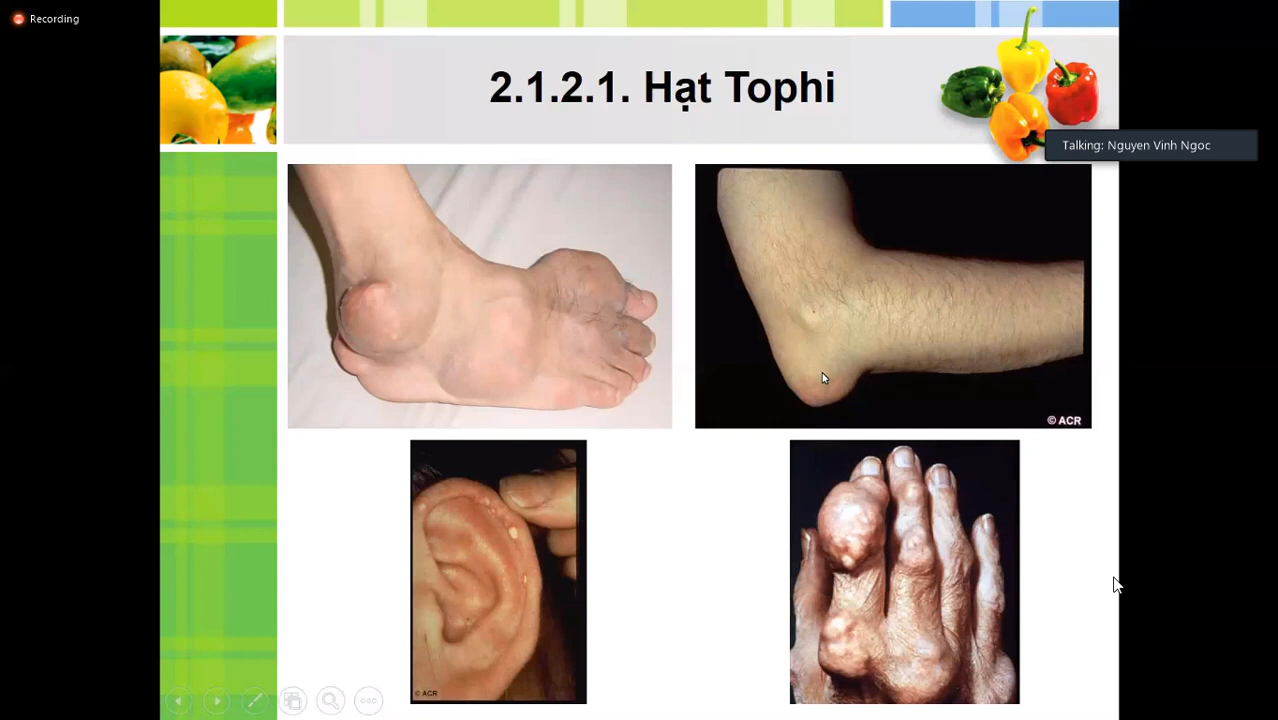 Recording
2.1.2.1. Hạt Tophi
Talking: Nguyen Vinh Ngoc
© ACR
© ACR